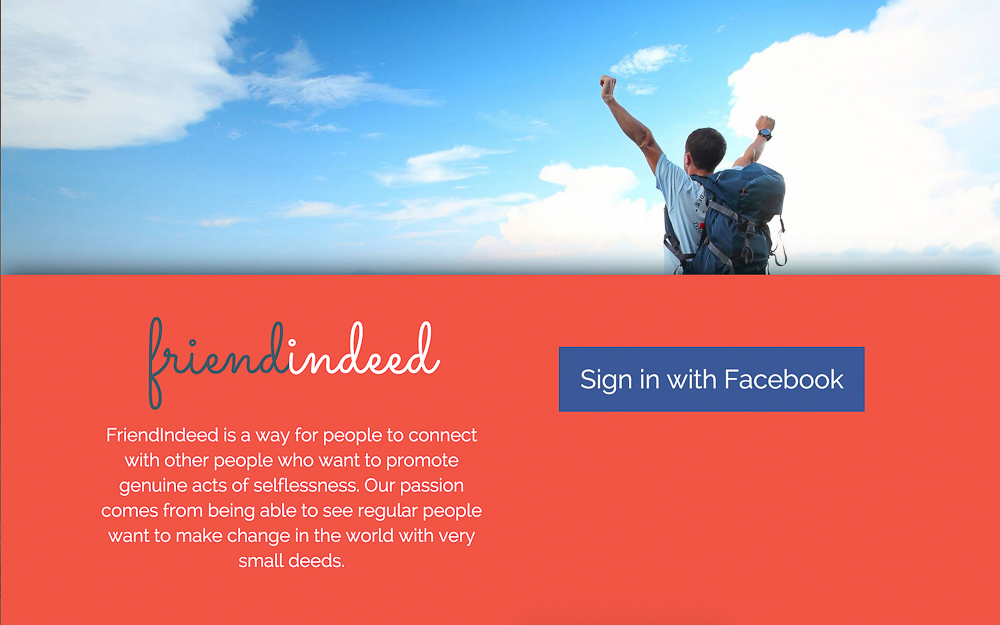 friendindeed
Sign in with Facebook
FriendIndeed is a way for people to connect
with other people who want to promote
genuine acts of selflessness. Our passion
comes from being able to see regular people
want to make change in the world with very
small deeds.